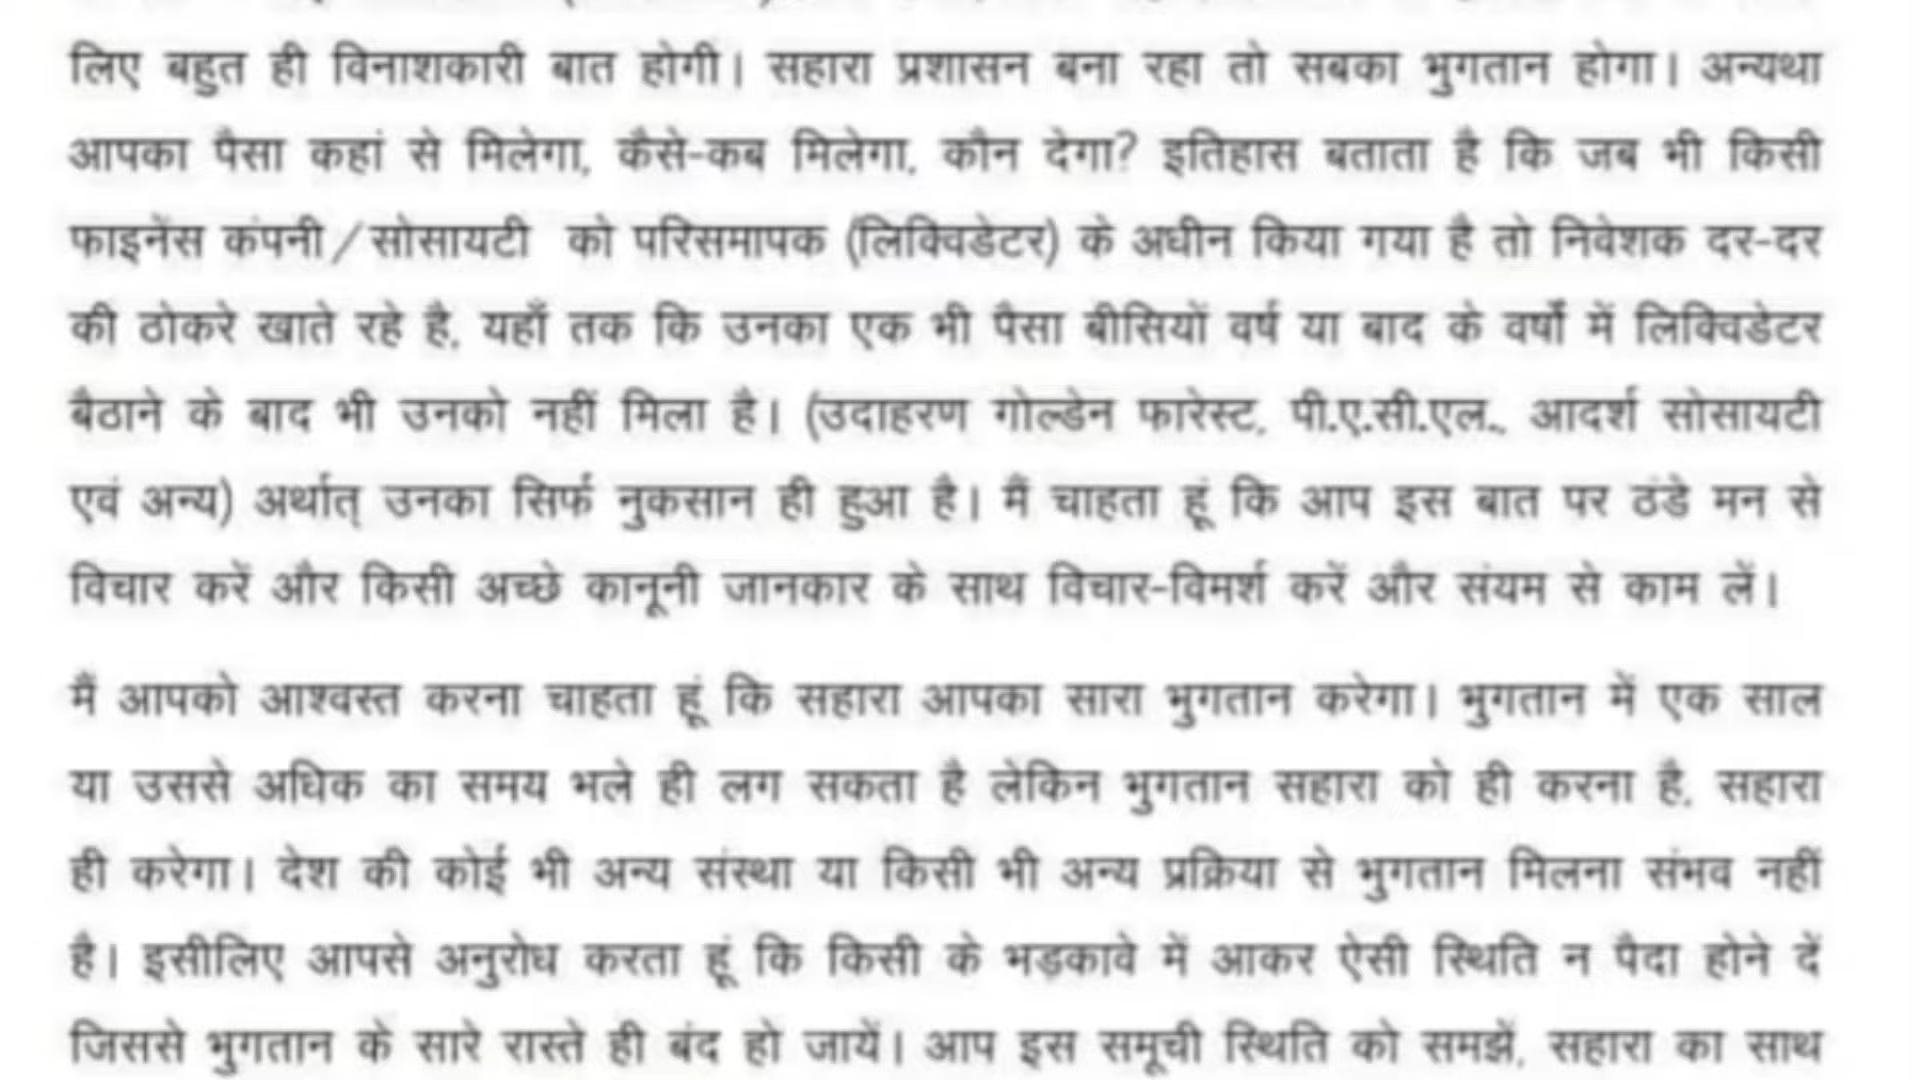 लिए बहुत ही विनाशकारी बात होगी। सहारा प्रशासन बना रहा तो सबका भुगतान होगा। अन्यथा
आपका पैसा कहां से मिलेगा, कैसे-कब मिलेगा, कौन देगा? इतिहास बताता है कि जब भी किसी
फाइनेंस कंपनी/सोसायटी को परिसमापक (लिक्विडेटर) के अधीन किया गया है तो निवेशक दर-दर
की ठोकरे खाते रहे है, यहाँ तक कि उनका एक भी पैसा बीसियों वर्ष या बाद के वर्षों में लिक्विडेटर
बैठाने के बाद भी उनको नहीं मिला है। (उदाहरण गोल्डेन फारेस्ट, पी.ए.सी.एल., आदर्श सोसायटी
एवं अन्य) अर्थात् उनका सिर्फ नुकसान ही हुआ है। मैं चाहता हूं कि आप इस बात पर ठंडे मन से
विचार करें और किसी अच्छे कानूनी जानकार के साथ विचार-विमर्श करें और संयम से काम लें।
मैं आपको आश्वस्त करना चाहता हूं कि सहारा आपका सारा भुगतान करेगा। भुगतान में एक साल
या उससे अधिक का समय भले ही लग सकता है लेकिन भुगतान सहारा को ही करना है, सहारा
ही करेगा। देश की कोई भी अन्य संस्था या किसी भी अन्य प्रक्रिया से भुगतान मिलना संभव नहीं
है। इसीलिए आपसे अनुरोध करता हूं कि किसी के भड़कावे में आकर ऐसी स्थिति न पैदा होने दें
जिससे भुगतान के सारे रास्ते ही बंद हो जायें। आप इस समूची स्थिति को समझें, सहारा का साथ